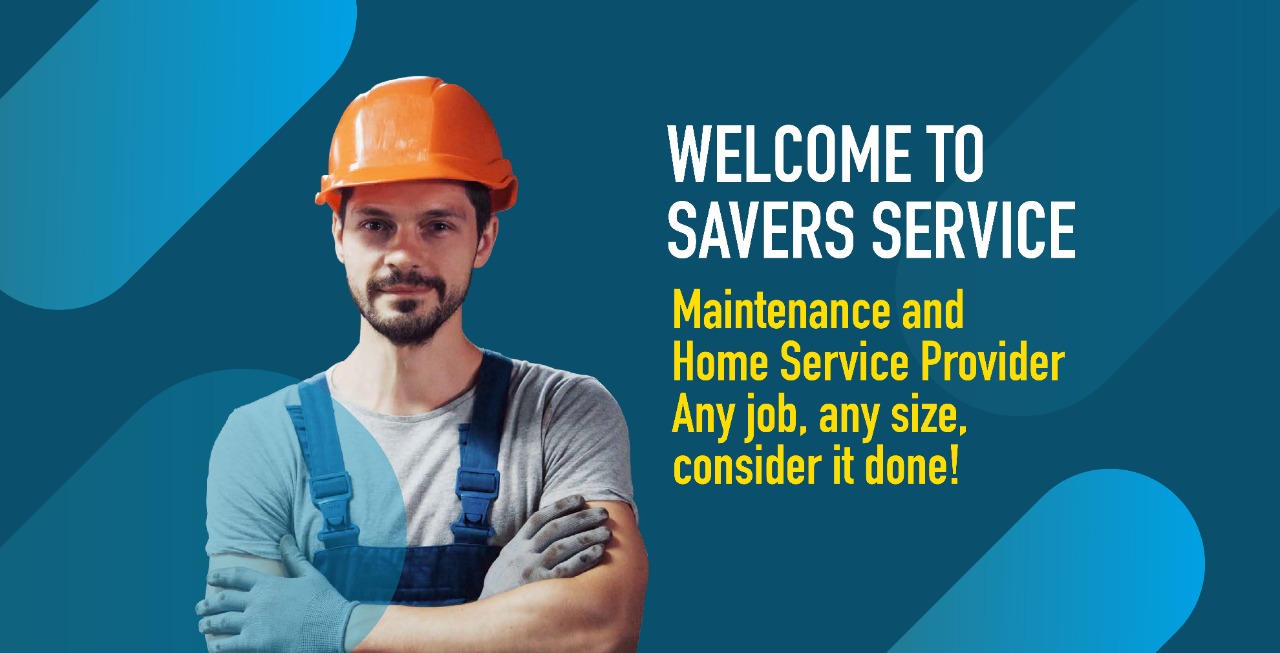 WELCOME TO
SAVERS SERVICE
Maintenance and
Home Service Provider
Any job, any size,
consider it done!